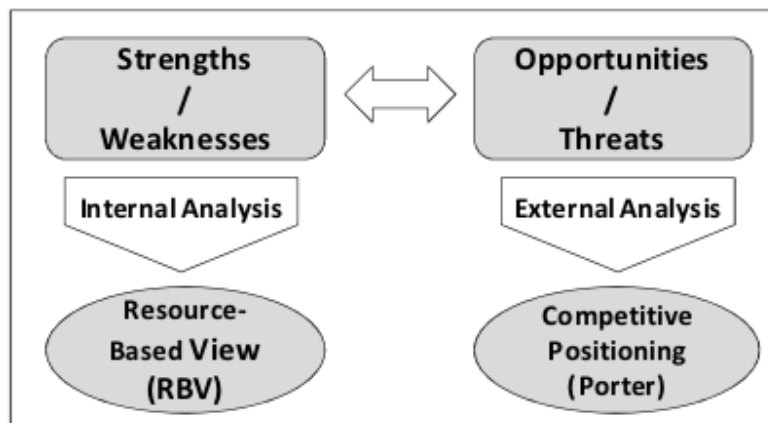 Strengths
/
Weaknesses
Opportunities
/
Threats
Internal Analysis
External Analysis
Resource-
Based View
(RBV)
Competitive
Positioning
(Porter)